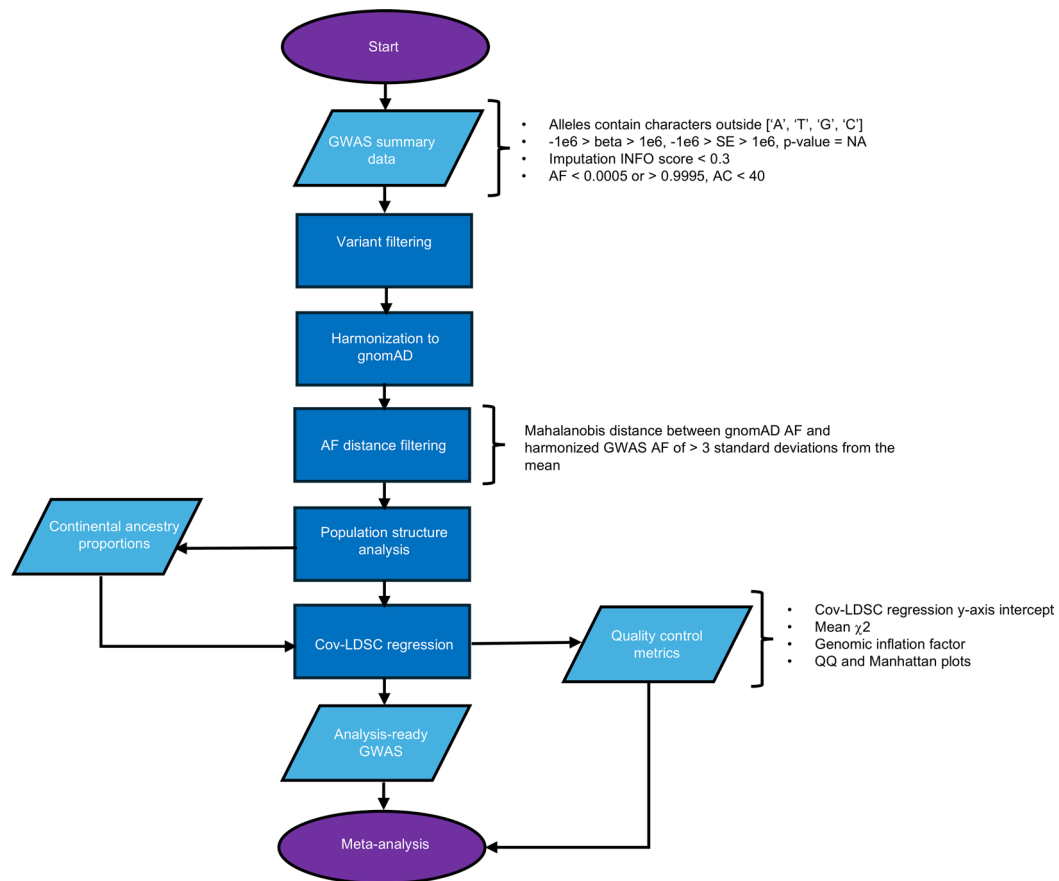 Start
GWAS summary
data
• Alleles contain characters outside [‘A’, ‘T’, ‘G’, ‘C’]
• -1e6 > beta > 1e6, -1e6 > SE > 1e6, p-value = NA
• Imputation INFO score < 0.3
• AF < 0.0005 or > 0.9995, AC < 40
Variant filtering
Harmonization to
gnomAD
AF distance filtering
Mahalanobis distance between gnomAD AF and
harmonized GWAS AF of > 3 standard deviations from the
mean
Continental ancestry
proportions
Population structure
analysis
Cov-LDSC regression
Quality control
metrics
• Cov-LDSC regression y-axis intercept
• Mean χ2
• Genomic inflation factor
• QQ and Manhattan plots
Analysis-ready
GWAS
Meta-analysis